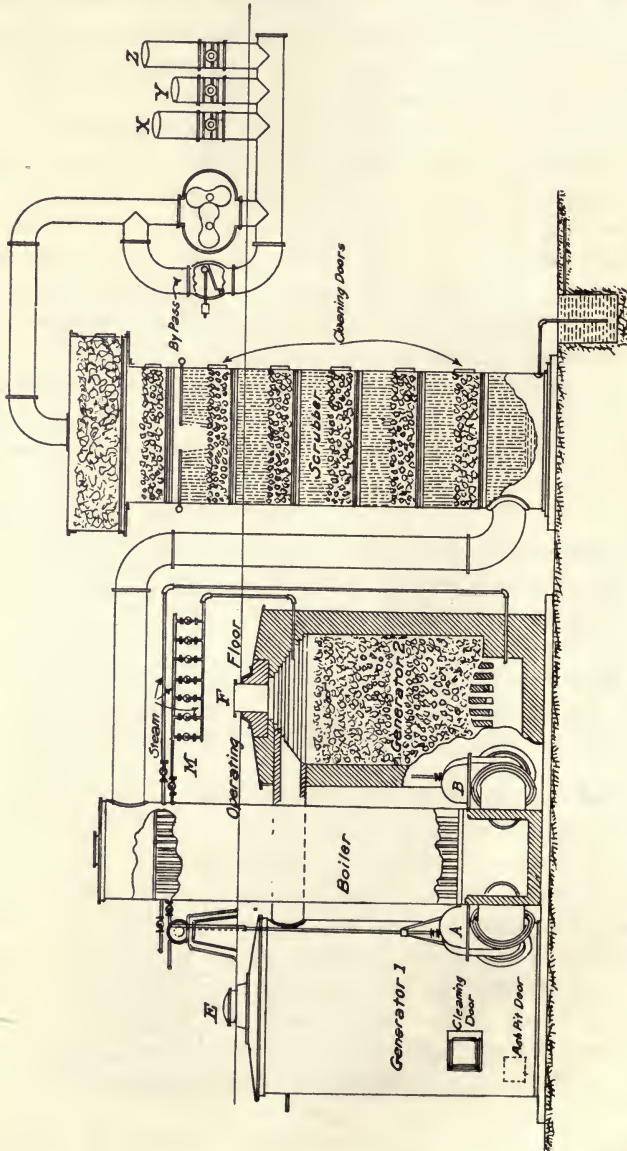 X
Y
Z
By Pass
Cleaning Doors
Scrubber
Steam
M
Operating
F
Floor
Generator 2
Boiler
B
A
E
Generator 1
Cleaning
Door
Ash Pit Door